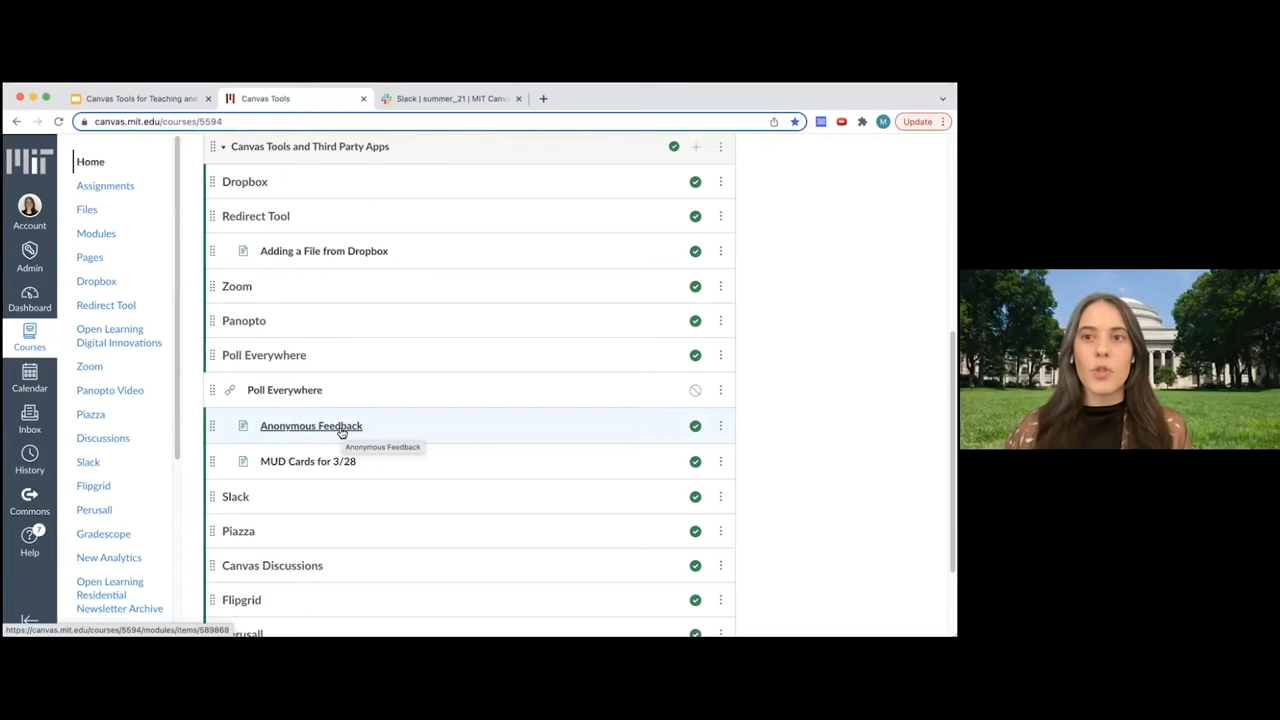 Canvas Tools for Teaching and
Canvas Tools
Slack | summer_21 | MIT Canv
canvas.mit.edu/courses/5594
M
Update
MiT
Account
Admin
Dashboard
Courses
Calendar
Inbox
History
Commons
7
Help
Home
Assignments
Files
Modules
Pages
Dropbox
Redirect Tool
Open Learning
Digital Innovations
Zoom
Panopto Video
Piazza
Discussions
Slack
Flipgrid
Perusall
Gradescope
New Analytics
Open Learning
Residential
Newsletter Archive
Canvas Tools and Third Party Apps
Dropbox
Redirect Tool
Adding a File from Dropbox
Zoom
Panopto
Poll Everywhere
Poll Everywhere
Anonymous Feedback
Anonymous Feedback
MUD Cards for 3/28
Slack
Piazza
Canvas Discussions
Flipgrid
erusall
https://canvas.mit.edu/courses/5594/modules/items/589868